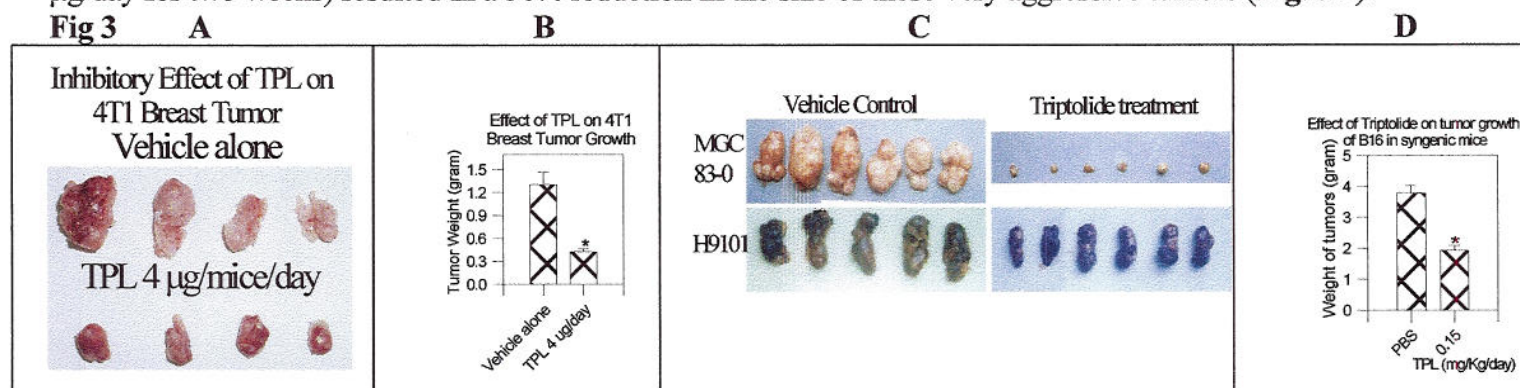 Fig 3 A B C D
Inhibitory Effect of TPL on
4T1 Breast Tumor
Vehicle alone
TPL 4 µg/mice/day
Effect of TPL on 4T1
Breast Tumor Growth
Tumor Weight (gram)
1.5
1.2
0.9
0.6
0.3
0.0
*
Vehicle alone
TPL 4 ug/day
Vehicle Control
Triptolide treatment
MGC
83-0
H9101
Effect of Triptolide on tumor growth
of B16 in syngenic mice
Weight of tumors (gram)
5
4
3
2
1
0
*
PBS
0.15
TPL (mg/Kg/day)